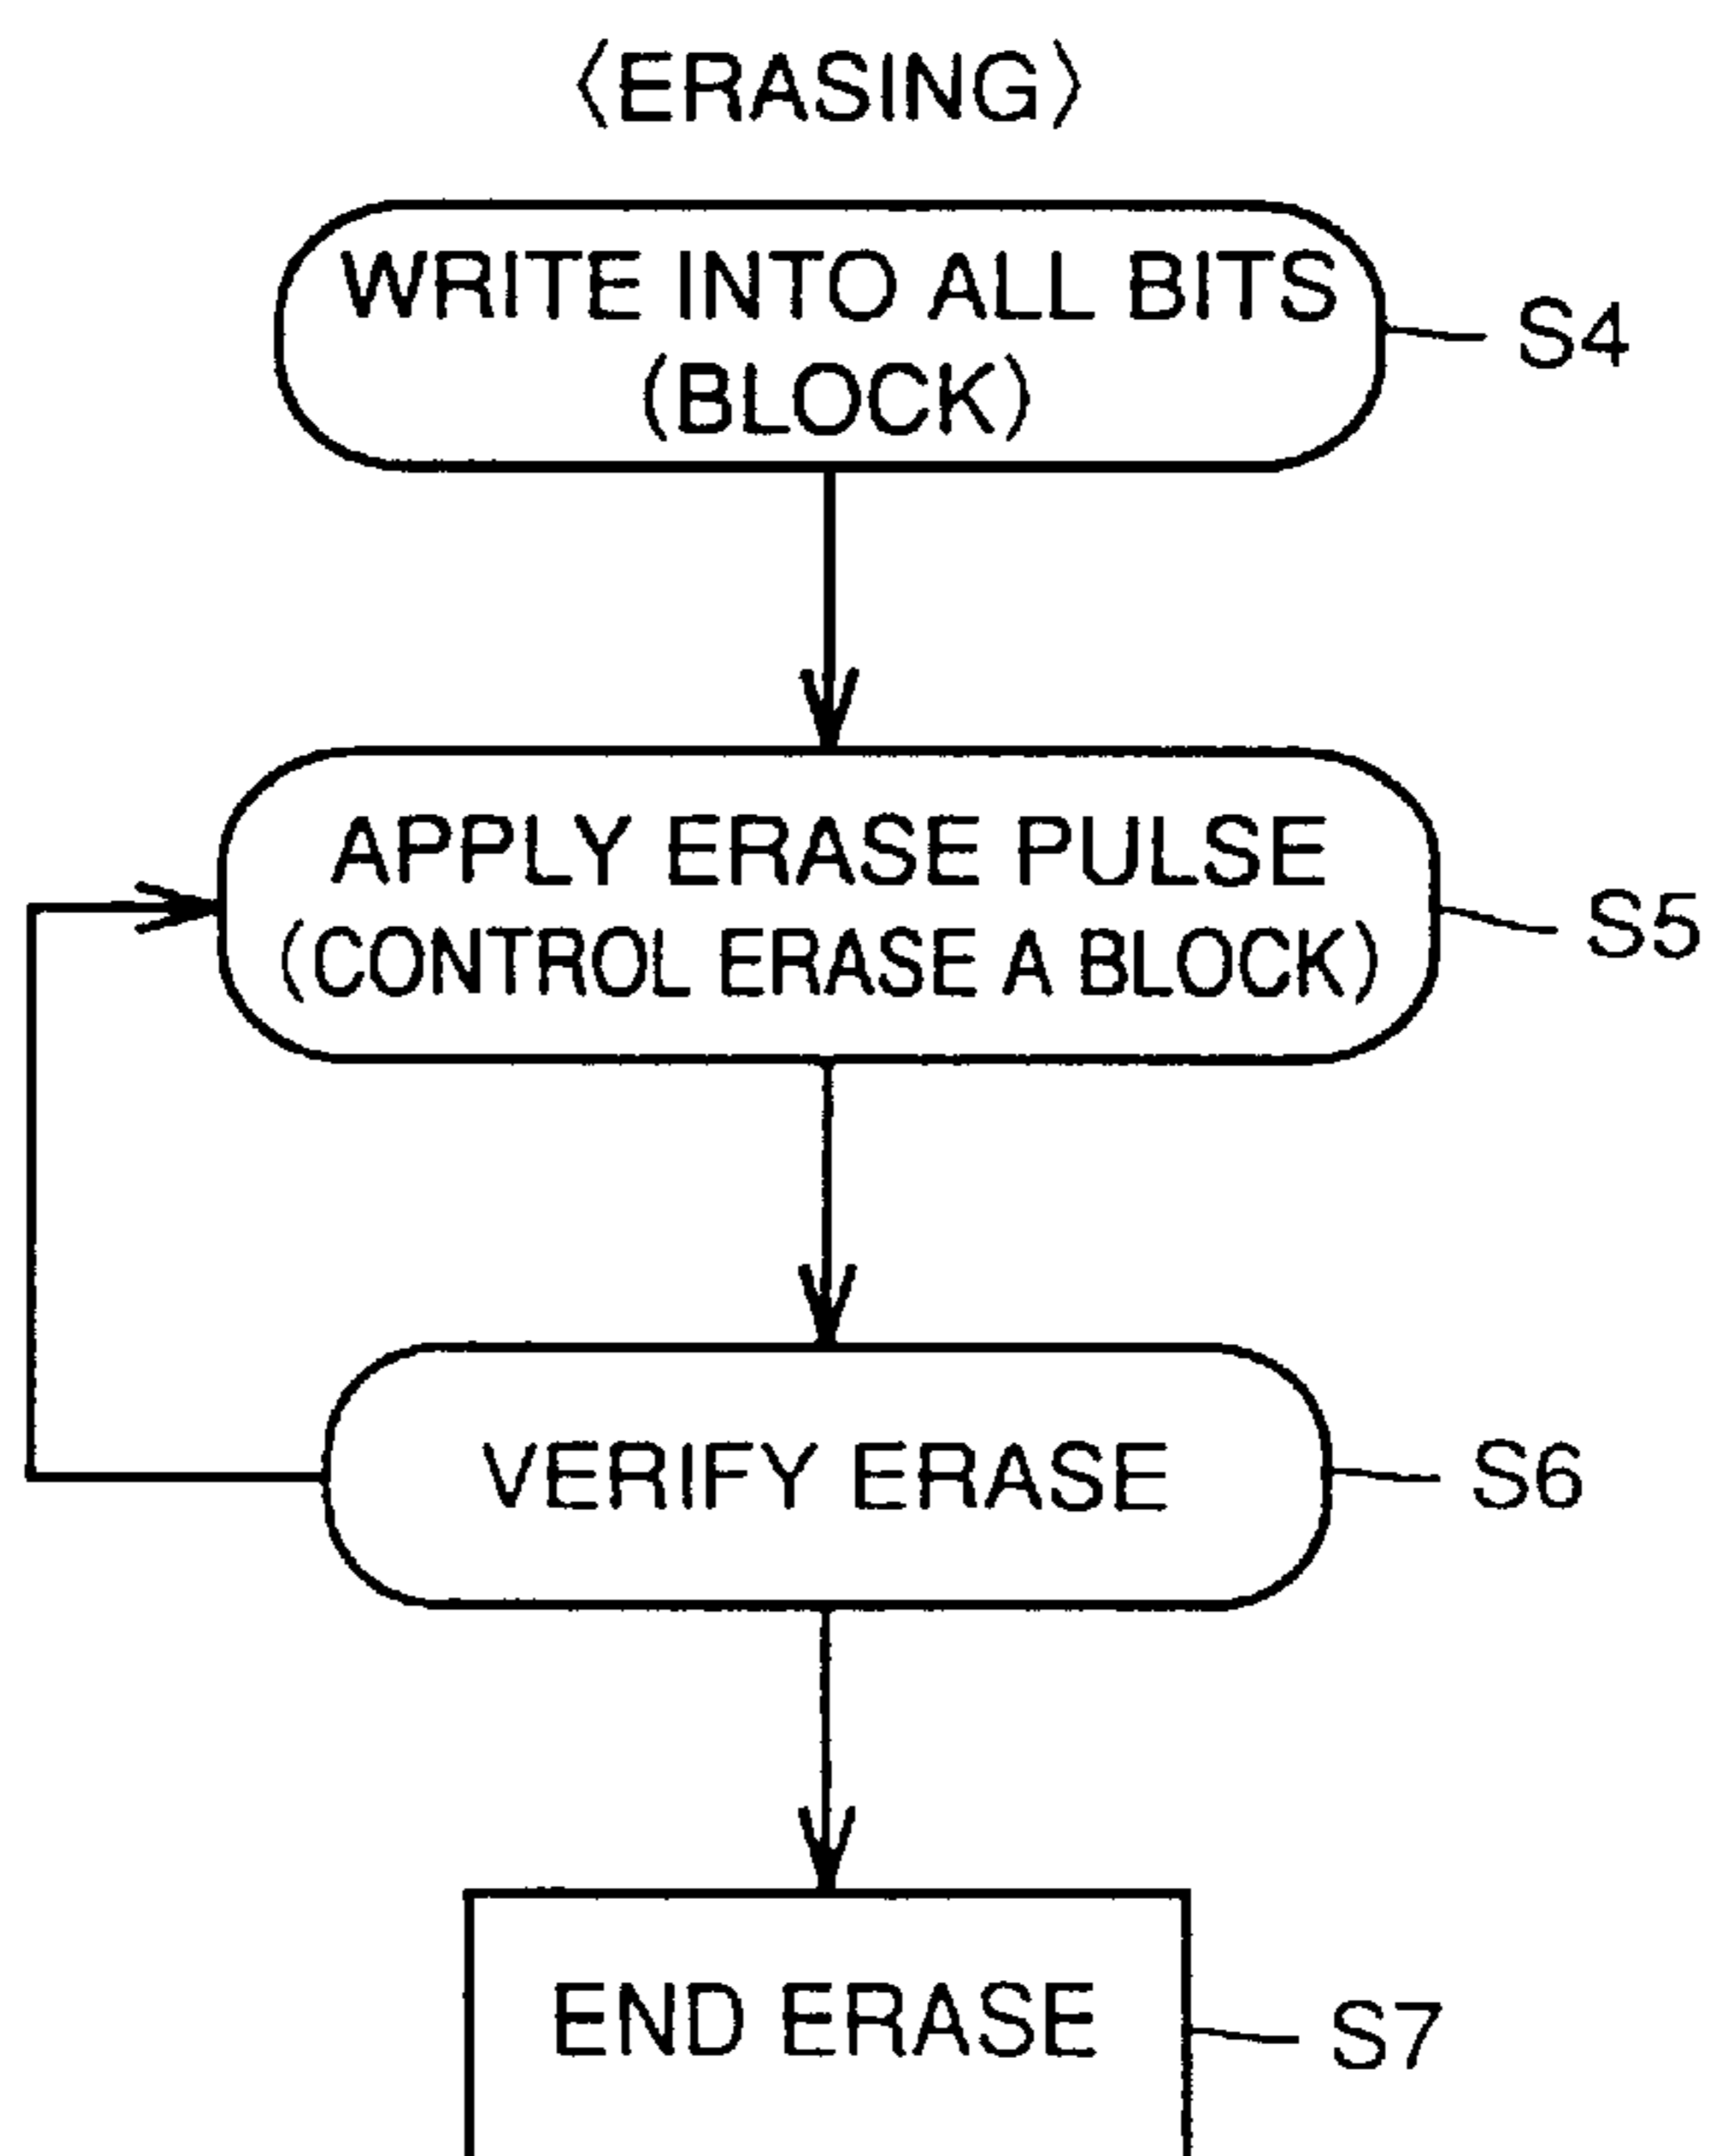 〈ERASING〉
WRITE INTO ALL BITS
(BLOCK)
S4
APPLY ERASE PULSE
(CONTROL ERASE A BLOCK)
S5
VERIFY ERASE
S6
END ERASE
S7